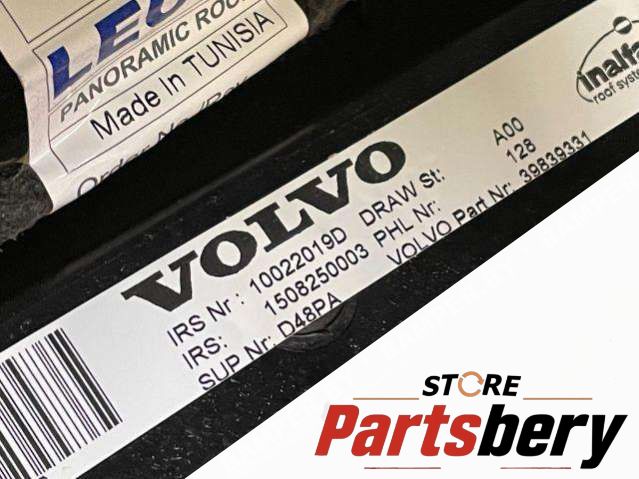 LEO
PANORAMIC ROO
Made In TUNISIA
inalfa
roof syste
VOLVO
IRS Nr : 10022019D DRAW St: A00
IRS: 1508250003 PHL Nr: 128
SUP Nr: D48PA VOLVO Part Nr: 39839331
STORE
Partsbery